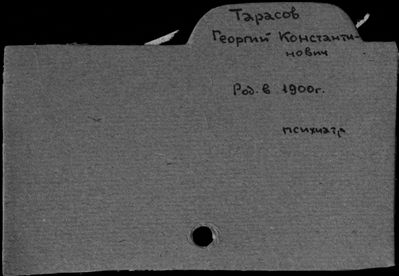 Тарасов
Георгий Константи-
нович
Род. в 1900г.
психиатр